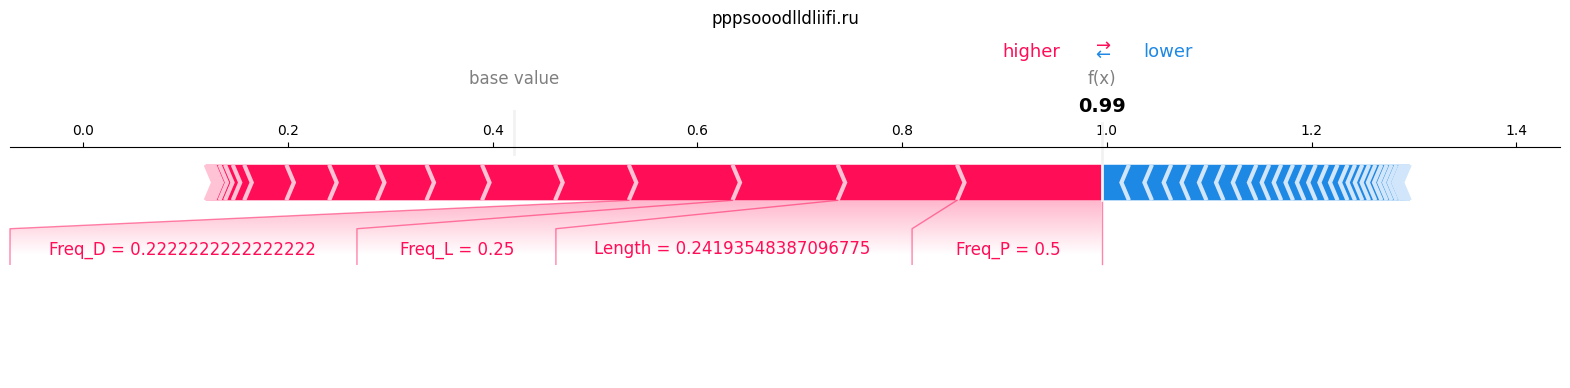 pppsooodlldliifi.ru
higher ⇄ lower
base value f(x)
0.99
0.0 0.2 0.4 0.6 0.8 1.0 1.2 1.4
Freq_D = 0.2222222222222222 Freq_L = 0.25 Length = 0.24193548387096775 Freq_P = 0.5